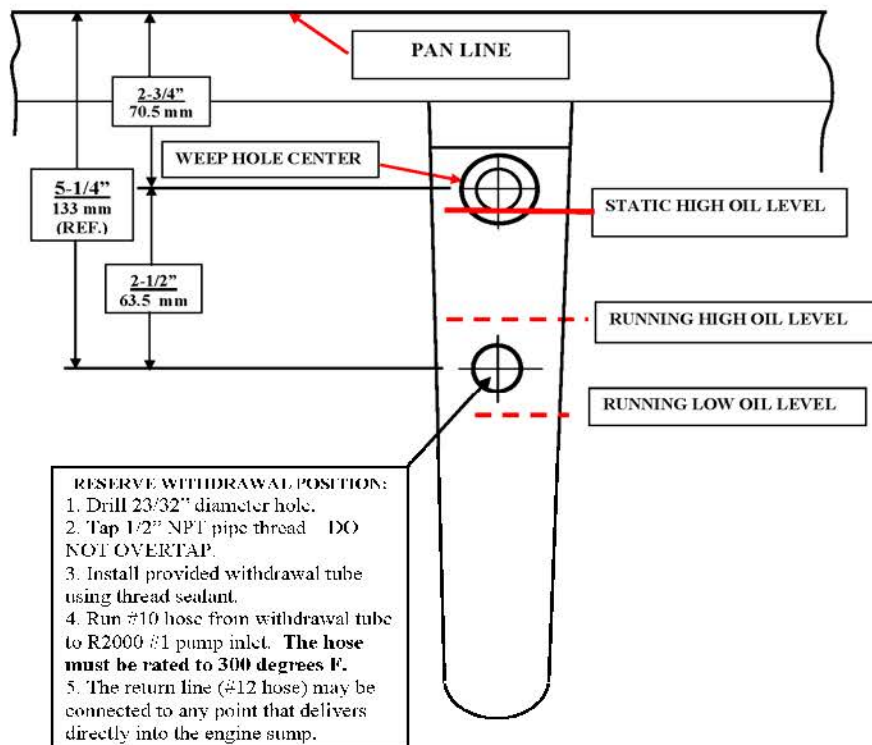 PAN LINE
2-3/4”
70.5 mm
WEEP HOLE CENTER
5-1/4”
133 mm
(REF.)
STATIC HIGH OIL LEVEL
2-1/2”
63.5 mm
RUNNING HIGH OIL LEVEL
RUNNING LOW OIL LEVEL
RESERVE WITHDRAWAL POSITION:
1. Drill 23/32” diameter hole.
2. Tap 1/2” NPT pipe thread DO
NOT OVERTAP.
3. Install provided withdrawal tube
using thread sealant.
4. Run #10 hose from withdrawal tube
to R2000 #1 pump inlet. The hose
must be rated to 300 degrees F.
5. The return line (#12 hose) may be
connected to any point that delivers
directly into the engine sump.